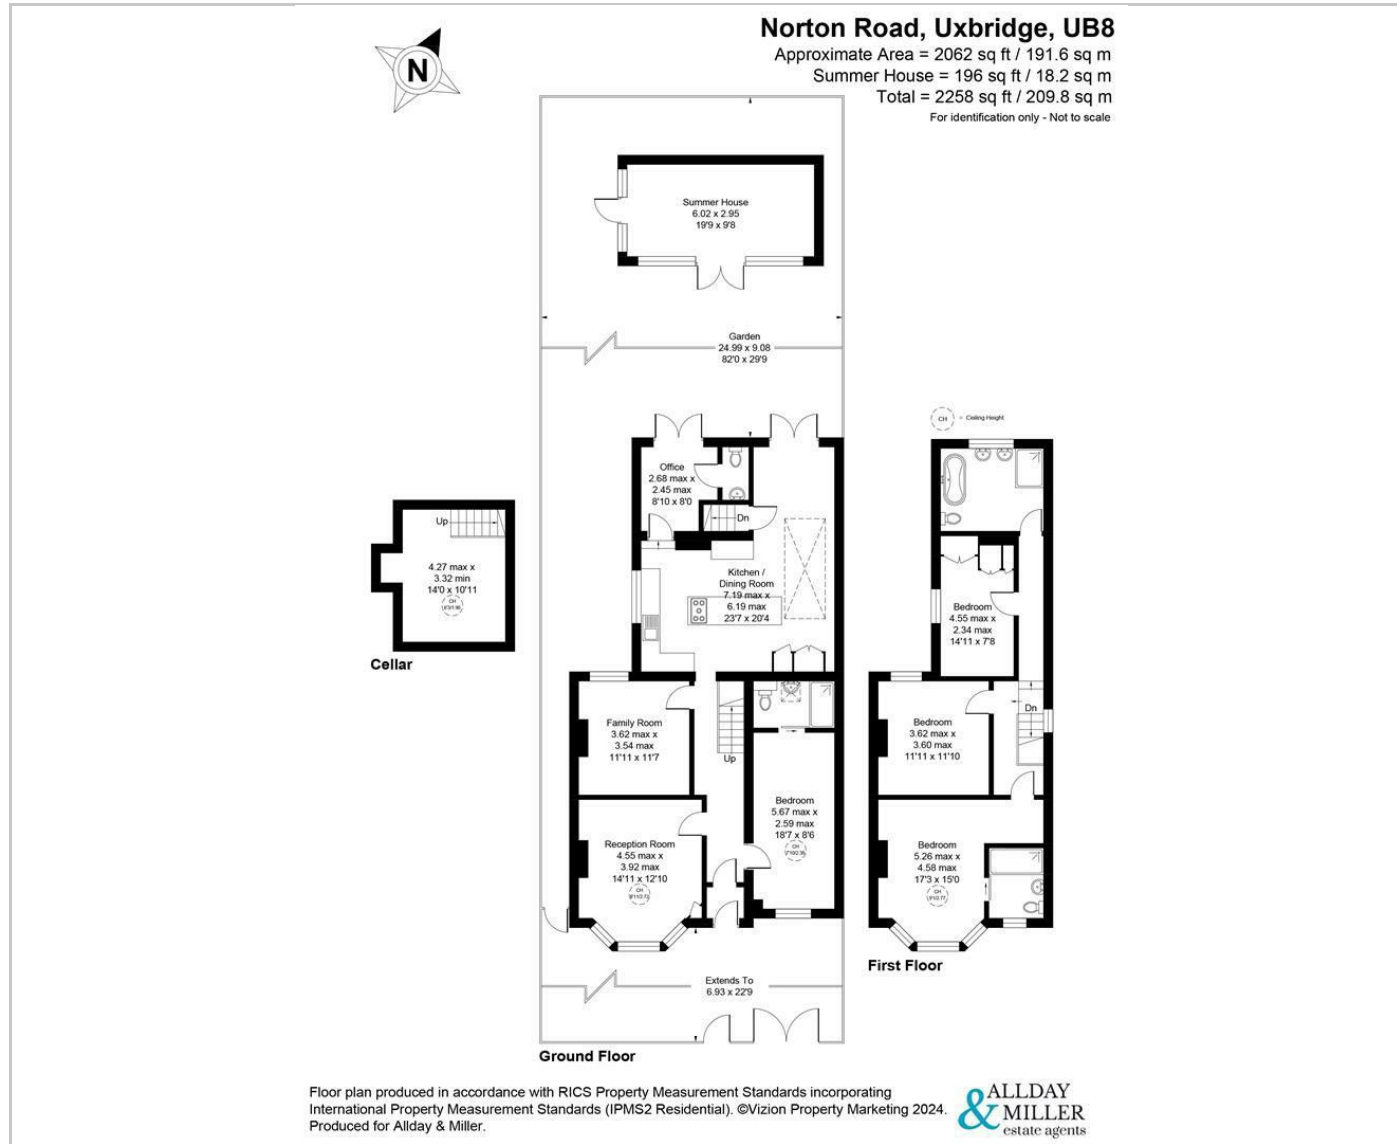 Norton Road, Uxbridge, UB8
Approximate Area = 2062 sq ft / 191.6 sq m
Summer House = 196 sq ft / 18.2 sq m
Total = 2258 sq ft / 209.8 sq m
For identification only - Not to scale
N
Summer House
6.02 x 2.95
19'9 x 9'8
Garden
24.99 x 9.08
82'0 x 29'9
CH = Ceiling Height
Office
2.68 max x
2.45 max
8'10 x 8'0
Dn
Kitchen /
Dining Room
7.19 max x
6.19 max
23'7 x 20'4
Up
4.27 max x
3.32 min
14'0 x 10'11
CH
Cellar
Family Room
3.62 max x
3.54 max
11'11 x 11'7
Up
Bedroom
5.67 max x
2.59 max
18'7 x 8'6
CH
Reception Room
4.55 max x
3.92 max
14'11 x 12'10
CH
Extends To
6.93 x 22'9
Ground Floor
Bedroom
4.55 max x
2.34 max
14'11 x 7'8
Dn
Bedroom
3.62 max x
3.60 max
11'11 x 11'10
Bedroom
5.26 max x
4.58 max
17'3 x 15'0
CH
First Floor
Floor plan produced in accordance with RICS Property Measurement Standards incorporating
International Property Measurement Standards (IPMS2 Residential). ©Vizion Property Marketing 2024.
Produced for Allday & Miller.
ALLDAY
& MILLER
estate agents